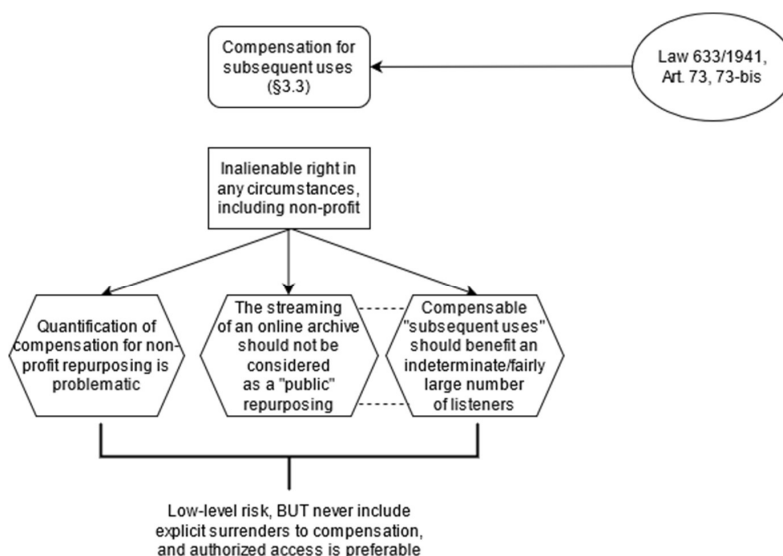 Compensation for
subsequent uses
(§3.3)
Law 633/1941,
Art. 73, 73-bis
Inalienable right in
any circumstances,
including non-profit
Quantification of
compensation for non-
profit repurposing is
problematic
The streaming
of an online archive
should not be
considered
as a "public"
repurposing
Compensable
"subsequent uses"
should benefit an
indeterminate/fairly
large number
of listeners
Low-level risk, BUT never include
explicit surrenders to compensation,
and authorized access is preferable